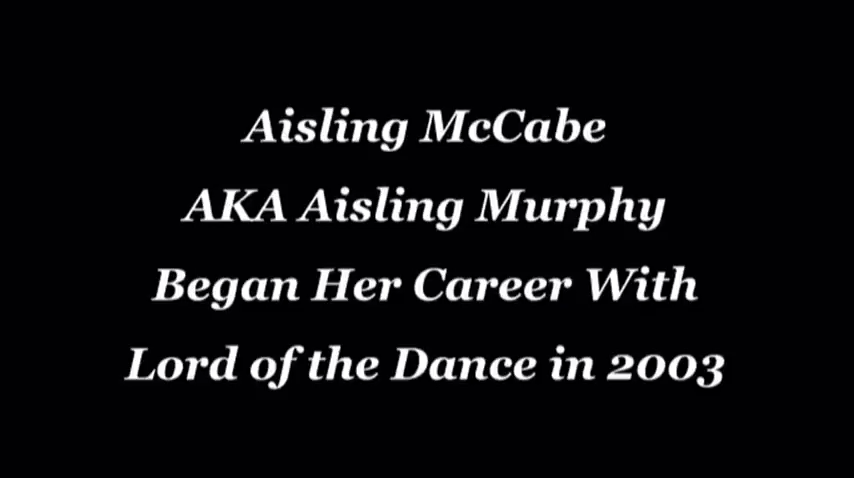 Aisling McCabe
AKA Aisling Murphy
Began Her Career With
Lord of the Dance in 2003